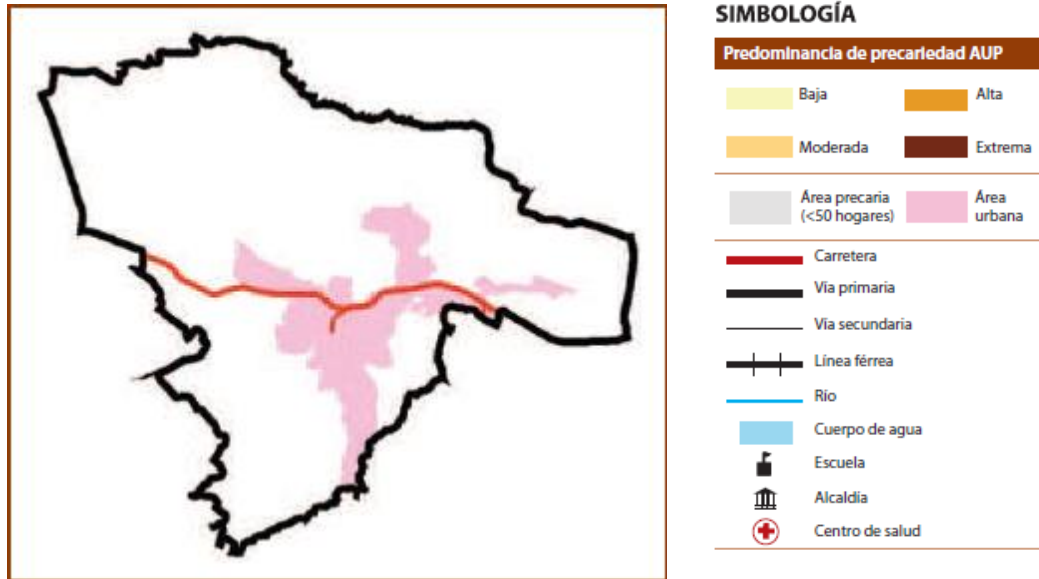 SIMBOLOGÍA
Predominancia de precariedad AUP
Baja
Alta
Moderada
Extrema
Área precaria
(<50 hogares)
Área
urbana
Carretera
Vía primaria
Vía secundaria
Línea férrea
Río
Cuerpo de agua
Escuela
Alcaldía
Centro de salud